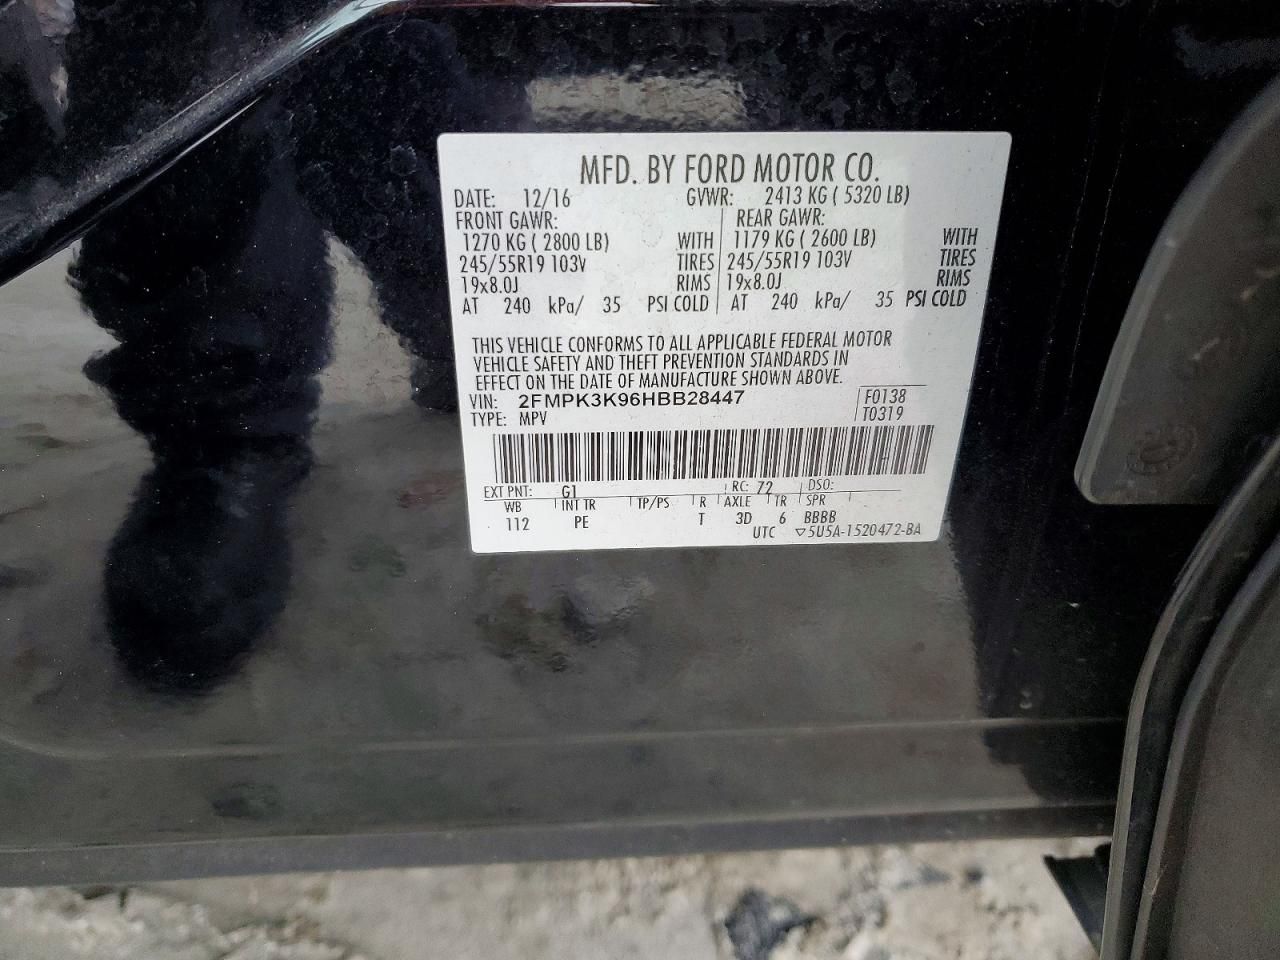 MFD. BY FORD MOTOR CO.
DATE: 12/16 GVWR: 2413 KG ( 5320 LB)
FRONT GAWR: REAR GAWR:
1270 KG ( 2800 LB) WITH 1179 KG ( 2600 LB) WITH
245/55R19 103V TIRES 245/55R19 103V TIRES
19x8.0J RIMS 19x8.0J RIMS
AT 240 kPa/ 35 PSI COLD AT 240 kPa/ 35 PSI COLD
THIS VEHICLE CONFORMS TO ALL APPLICABLE FEDERAL MOTOR
VEHICLE SAFETY AND THEFT PREVENTION STANDARDS IN
EFFECT ON THE DATE OF MANUFACTURE SHOWN ABOVE.
VIN: 2FMPK3K96HBB28447 F0138
TYPE: MPV T0319
EXT PNT: G1 RC: 72 DSO:
WB INT TR TP/PS R AXLE TR SPR
112 PE T 3D 6 BBBB
UTC ▽5U5A-1520472-BA